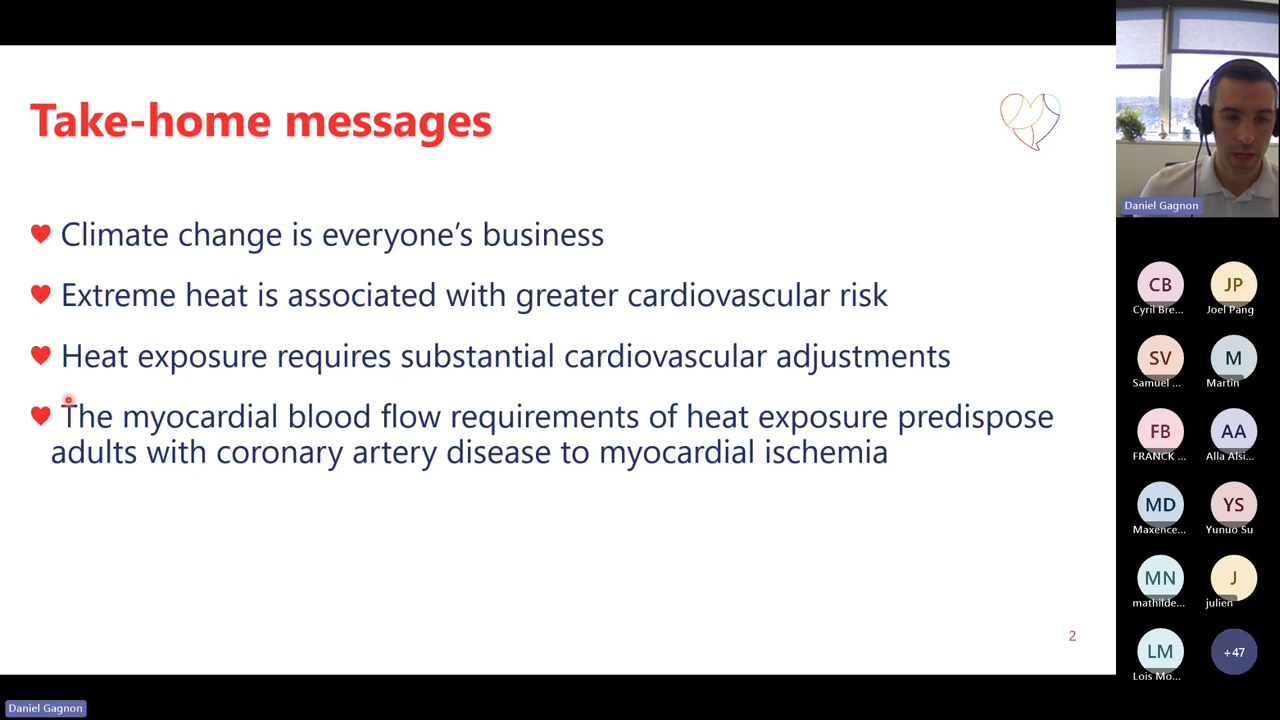 Take-home messages
Climate change is everyone's business
Extreme heat is associated with greater cardiovascular risk
Heat exposure requires substantial cardiovascular adjustments
The myocardial blood flow requirements of heat exposure predispose
adults with coronary artery disease to myocardial ischemia
2
Daniel Gagnon
CB
Cyril Bre...
JP
Joel Pang
SV
Samuel ...
M
Martin
FB
FRANCK ...
AA
Alla Alsi...
MD
Maxence...
YS
Yunuo Su
MN
mathilde...
J
julien
LM
Lois Mo...
+47
Daniel Gagnon